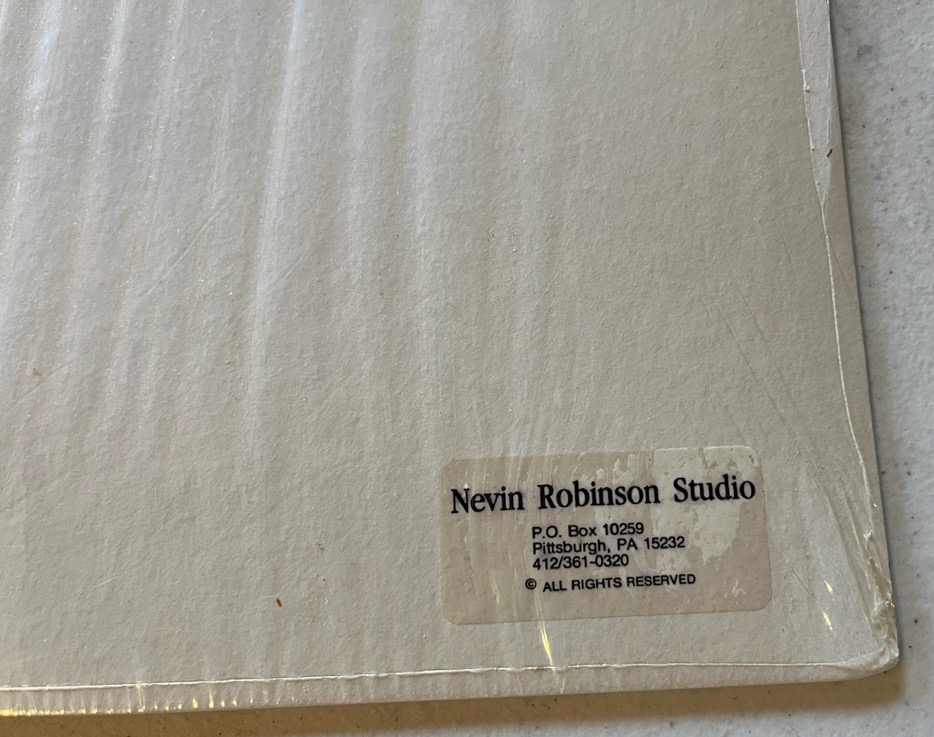 Nevin Robinson Studio
P.O. Box 10259
Pittsburgh, PA 15232
412/361-0320
© ALL RIGHTS RESERVED